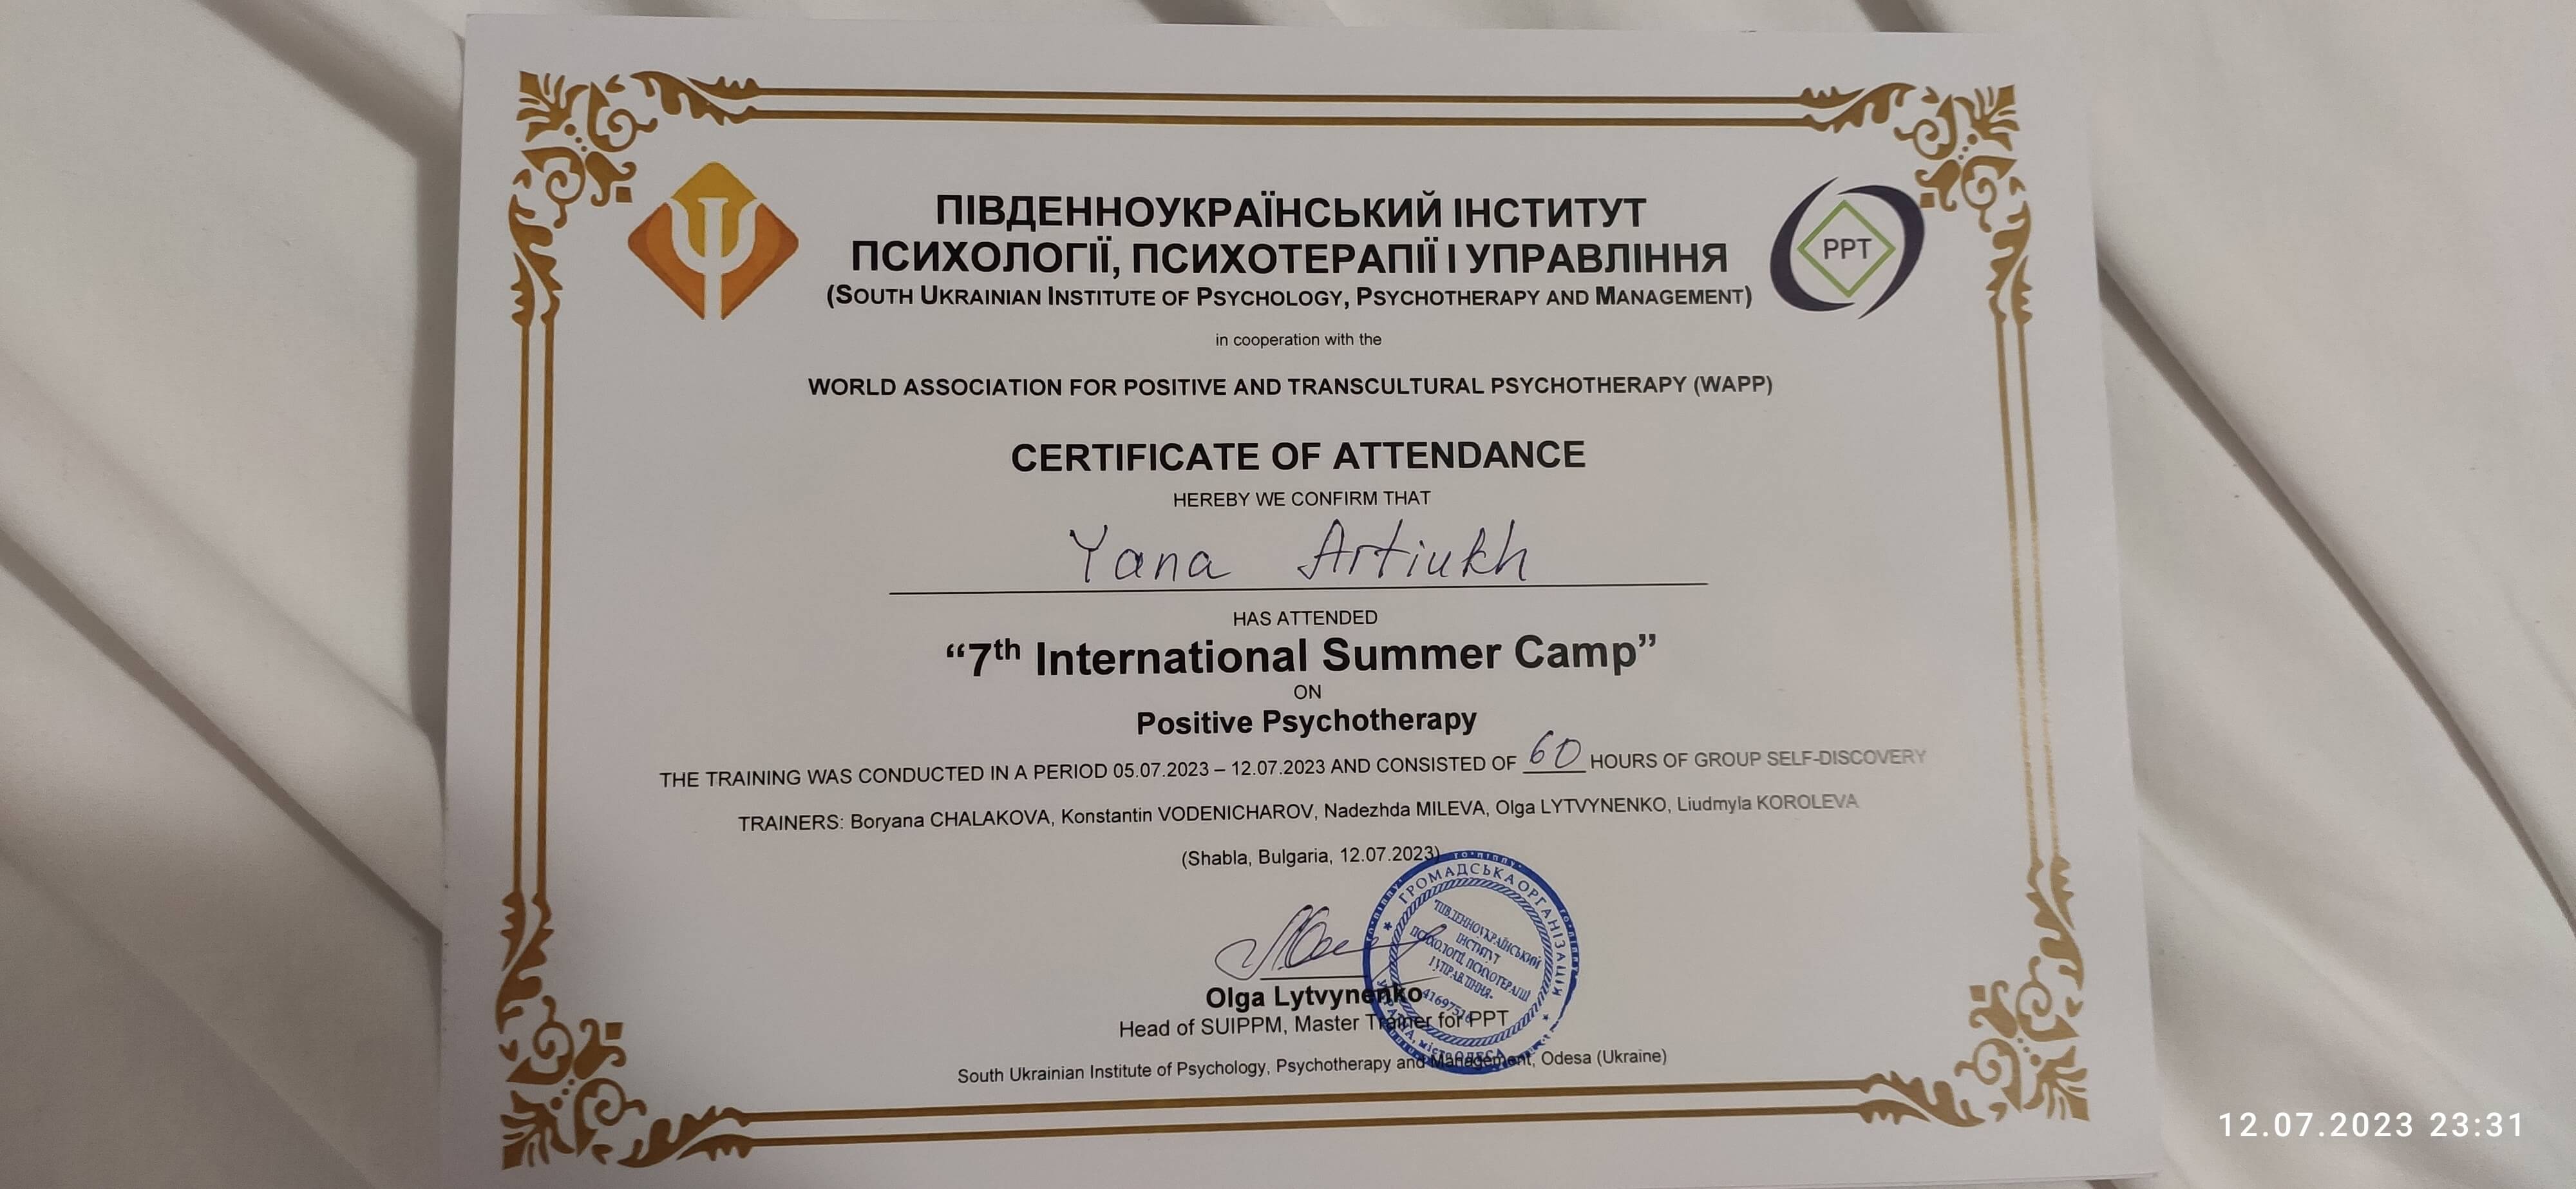 ПІВДЕННОУКРАЇНСЬКИЙ ІНСТИТУТ
ПСИХОЛОГІЇ, ПСИХОТЕРАПІЇ І УПРАВЛІННЯ
(SOUTH UKRAINIAN INSTITUTE OF PSYCHOLOGY, PSYCHOTHERAPY AND MANAGEMENT)
PPT
in cooperation with the
WORLD ASSOCIATION FOR POSITIVE AND TRANSCULTURAL PSYCHOTHERAPY (WAPP)
CERTIFICATE OF ATTENDANCE
HEREBY WE CONFIRM THAT
Yana Artiukh
HAS ATTENDED
“7th International Summer Camp”
ON
Positive Psychotherapy
THE TRAINING WAS CONDUCTED IN A PERIOD 05.07.2023 – 12.07.2023 AND CONSISTED OF 60 HOURS OF GROUP SELF-DISCOVERY
TRAINERS: Boryana CHALAKOVA, Konstantin VODENICHAROV, Nadezhda MILEVA, Olga LYTVYNENKO, Liudmyla KOROLEVA
(Shabla, Bulgaria, 12.07.2023)
ГРОМАДСЬКА ОРГАНІЗАЦІЯ
ПІВДЕННОУКРАЇНСЬКИЙ
ІНСТИТУТ
ПСИХОЛОГІЇ, ПСИХОТЕРАПІЇ
І УПРАВЛІННЯ
Olga Lytvynenko
Head of SUIPPM, Master Trainer for PPT
South Ukrainian Institute of Psychology, Psychotherapy and Management, Odesa (Ukraine)
12.07.2023 23:31